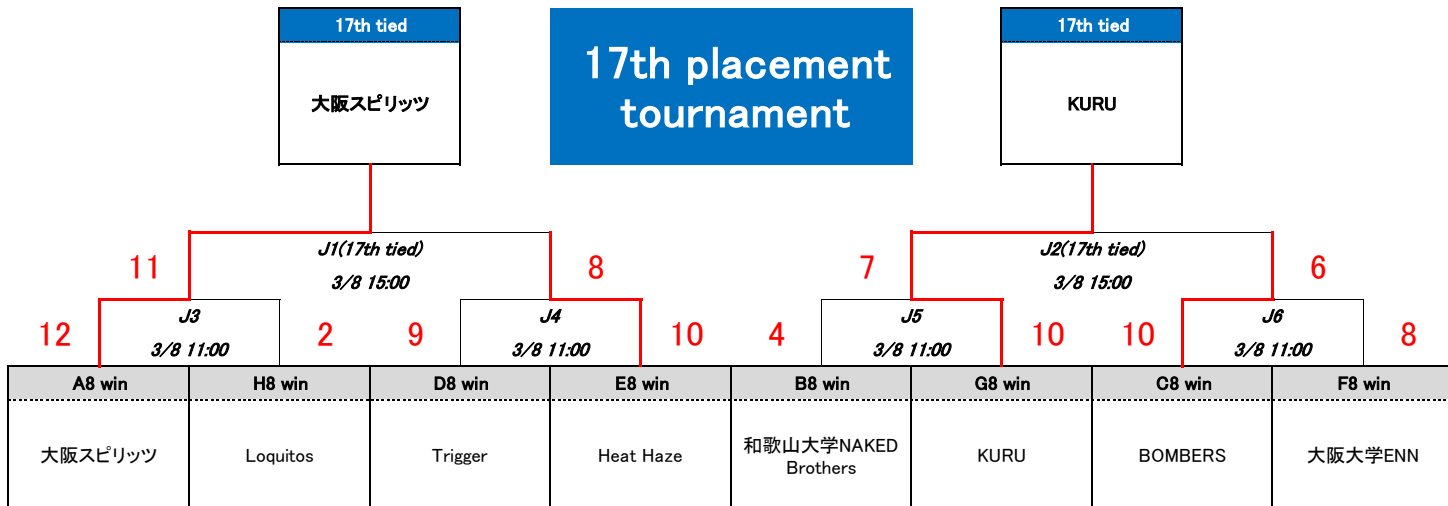 17th tied
17th placement
tournament
17th tied
大阪スピリッツ
KURU
11
J1(17th tied)
3/8 15:00
8
7
J2(17th tied)
3/8 15:00
6
12
J3
3/8 11:00
2
9
J4
3/8 11:00
10
4
J5
3/8 11:00
10
10
J6
3/8 11:00
8
A8 win
H8 win
D8 win
E8 win
B8 win
G8 win
C8 win
F8 win
大阪スピリッツ
Loquitos
Trigger
Heat Haze
和歌山大学NAKED
Brothers
KURU
BOMBERS
大阪大学ENN